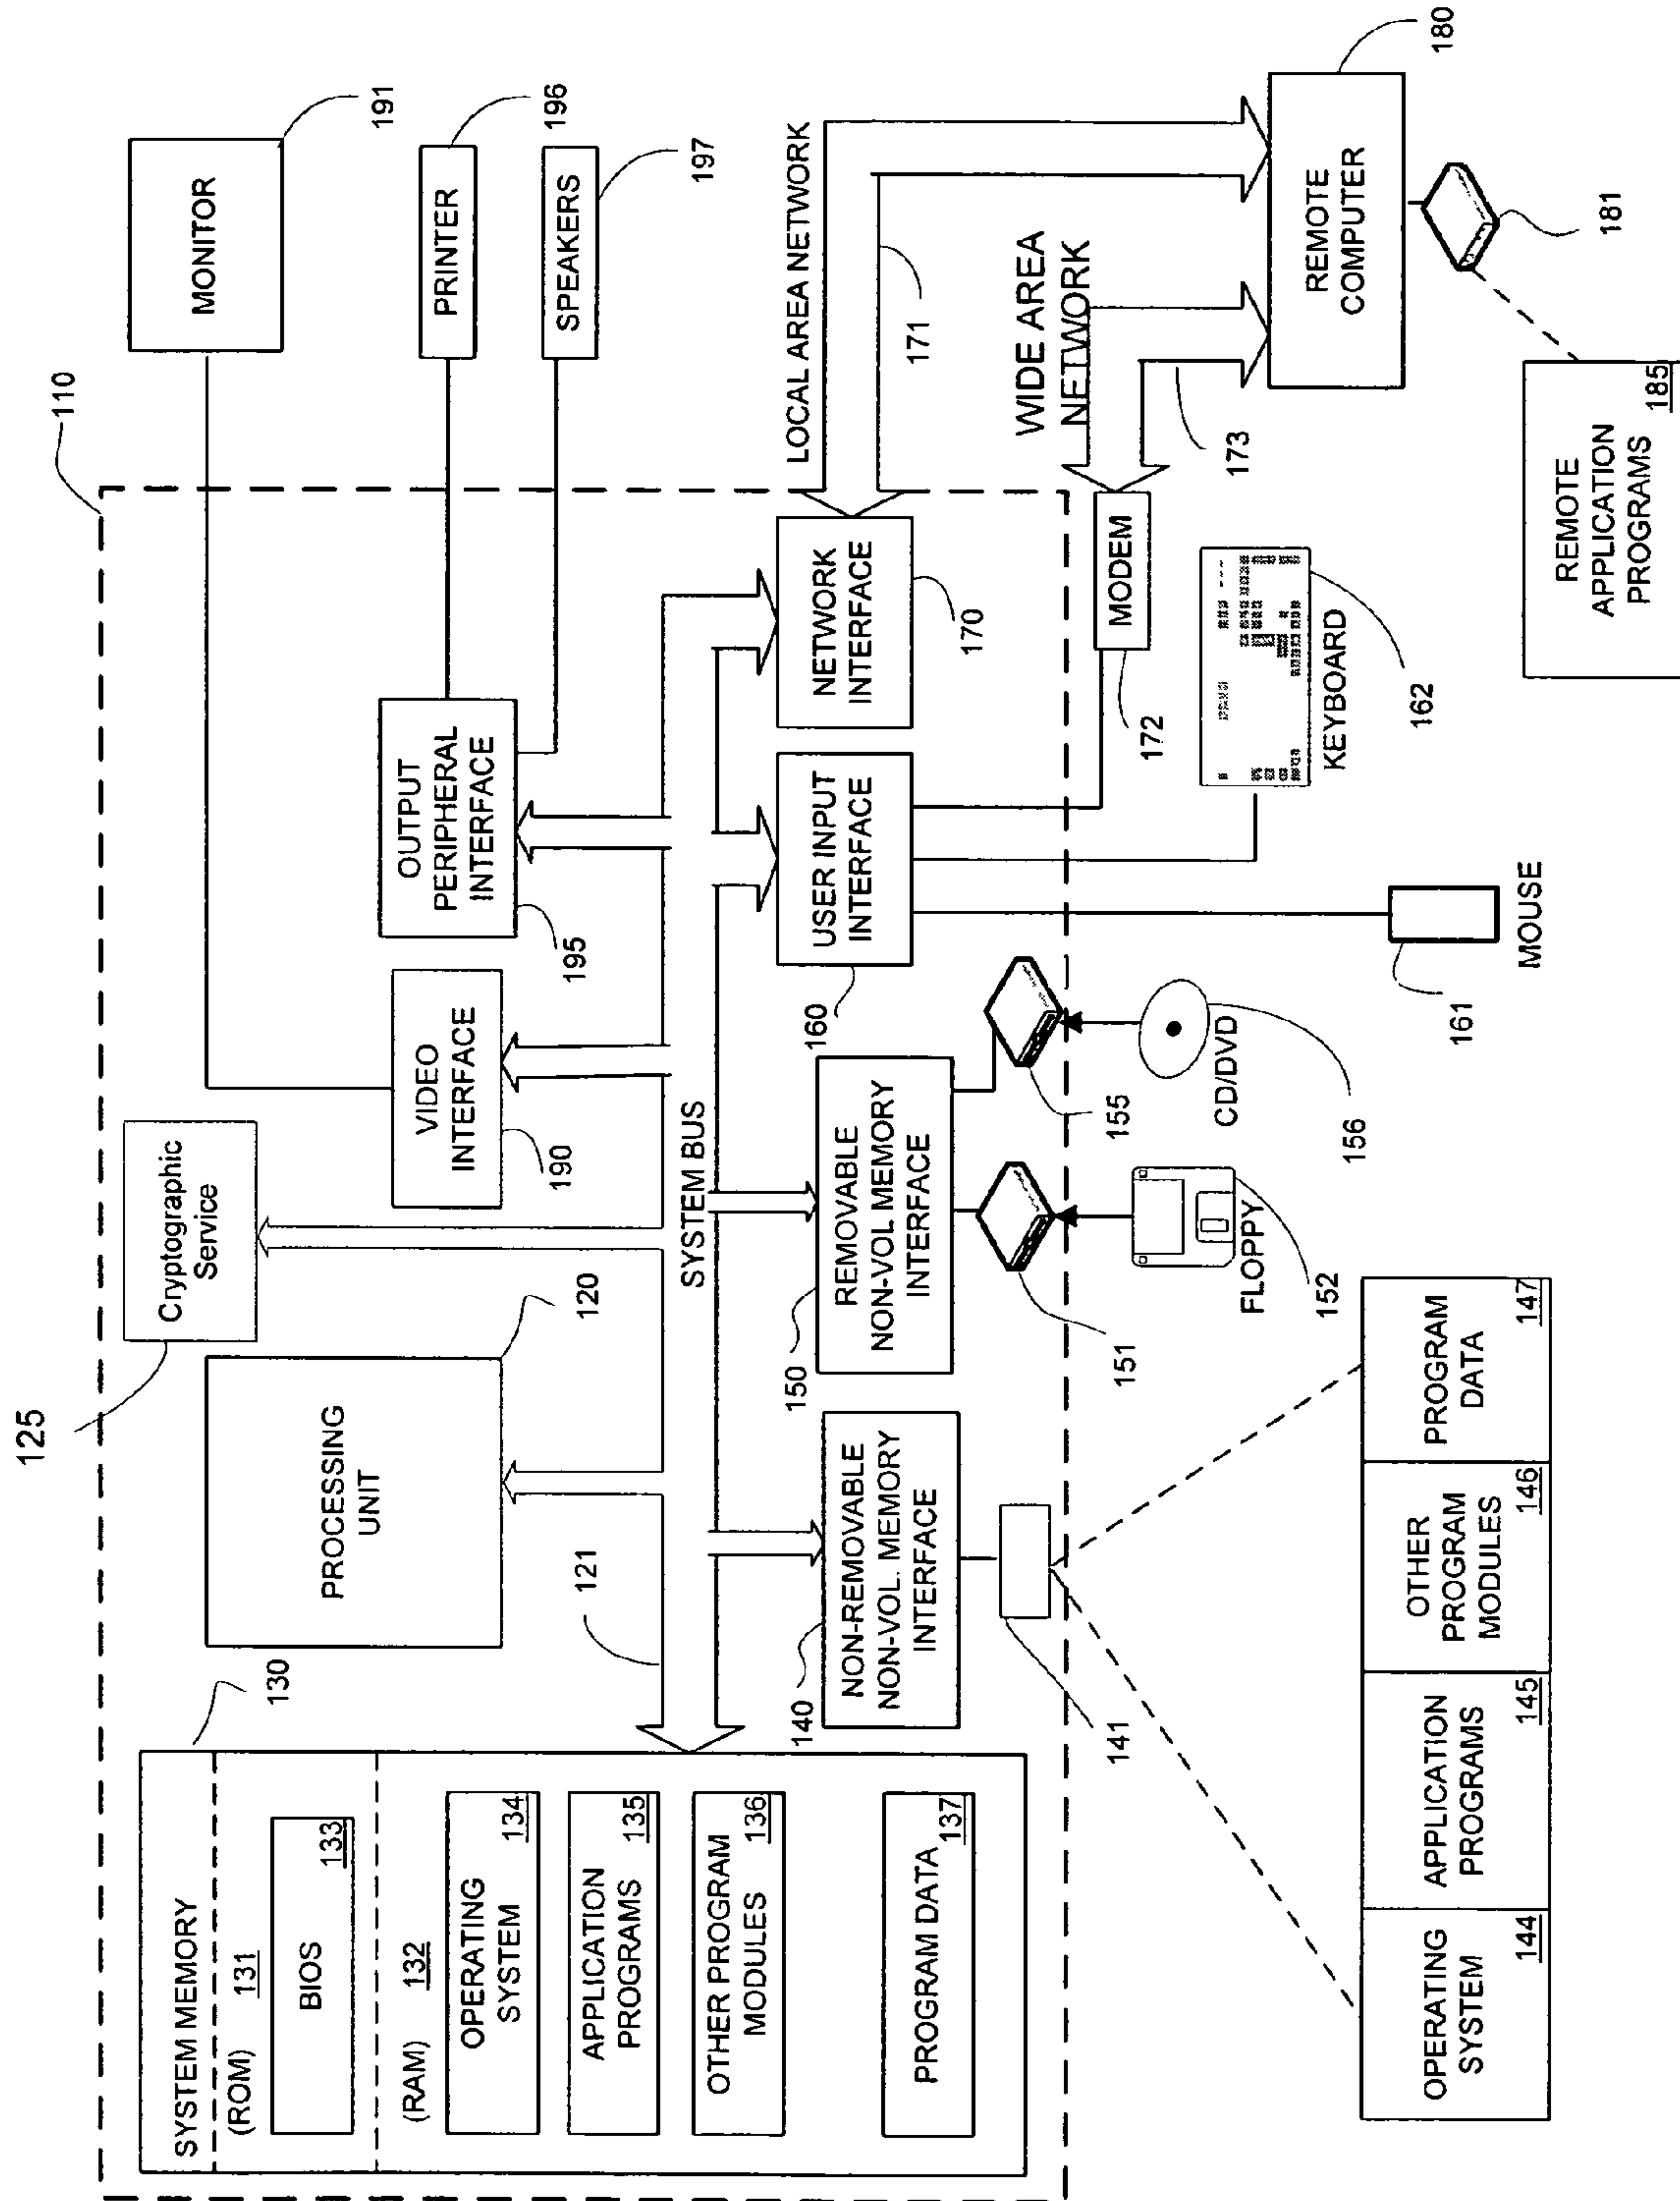 125
110
SYSTEM MEMORY
(ROM) 131
BIOS
133
(RAM) 132
OPERATING
SYSTEM
134
APPLICATION
PROGRAMS
135
OTHER PROGRAM
MODULES
136
PROGRAM DATA
137
130
PROCESSING
UNIT
120
Cryptographic
Service
121
SYSTEM BUS
VIDEO
INTERFACE
190
OUTPUT
PERIPHERAL
INTERFACE
195
MONITOR
191
PRINTER
196
SPEAKERS
197
NON-REMOVABLE
NON-VOL. MEMORY
INTERFACE
140
141
REMOVABLE
NON-VOL MEMORY
INTERFACE
150
151
155
USER INPUT
INTERFACE
160
NETWORK
INTERFACE
170
LOCAL AREA NETWORK
171
WIDE AREA
NETWORK
173
MODEM
172
FLOPPY
152
CD/DVD
156
MOUSE
161
KEYBOARD
162
REMOTE
COMPUTER
180
181
REMOTE
APPLICATION
PROGRAMS
185
OPERATING
SYSTEM
144
APPLICATION
PROGRAMS
145
OTHER
PROGRAM
MODULES
146
PROGRAM
DATA
147